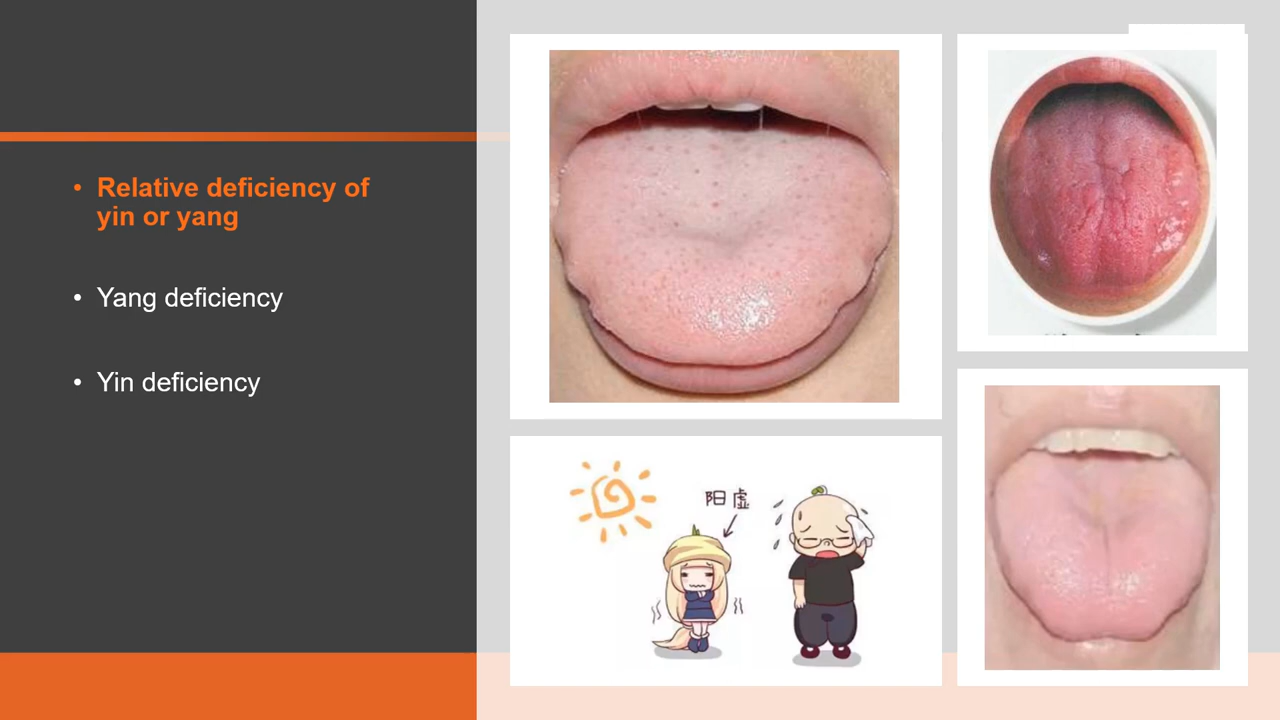 Relative deficiency of
yin or yang
Yang deficiency
Yin deficiency
阳虚